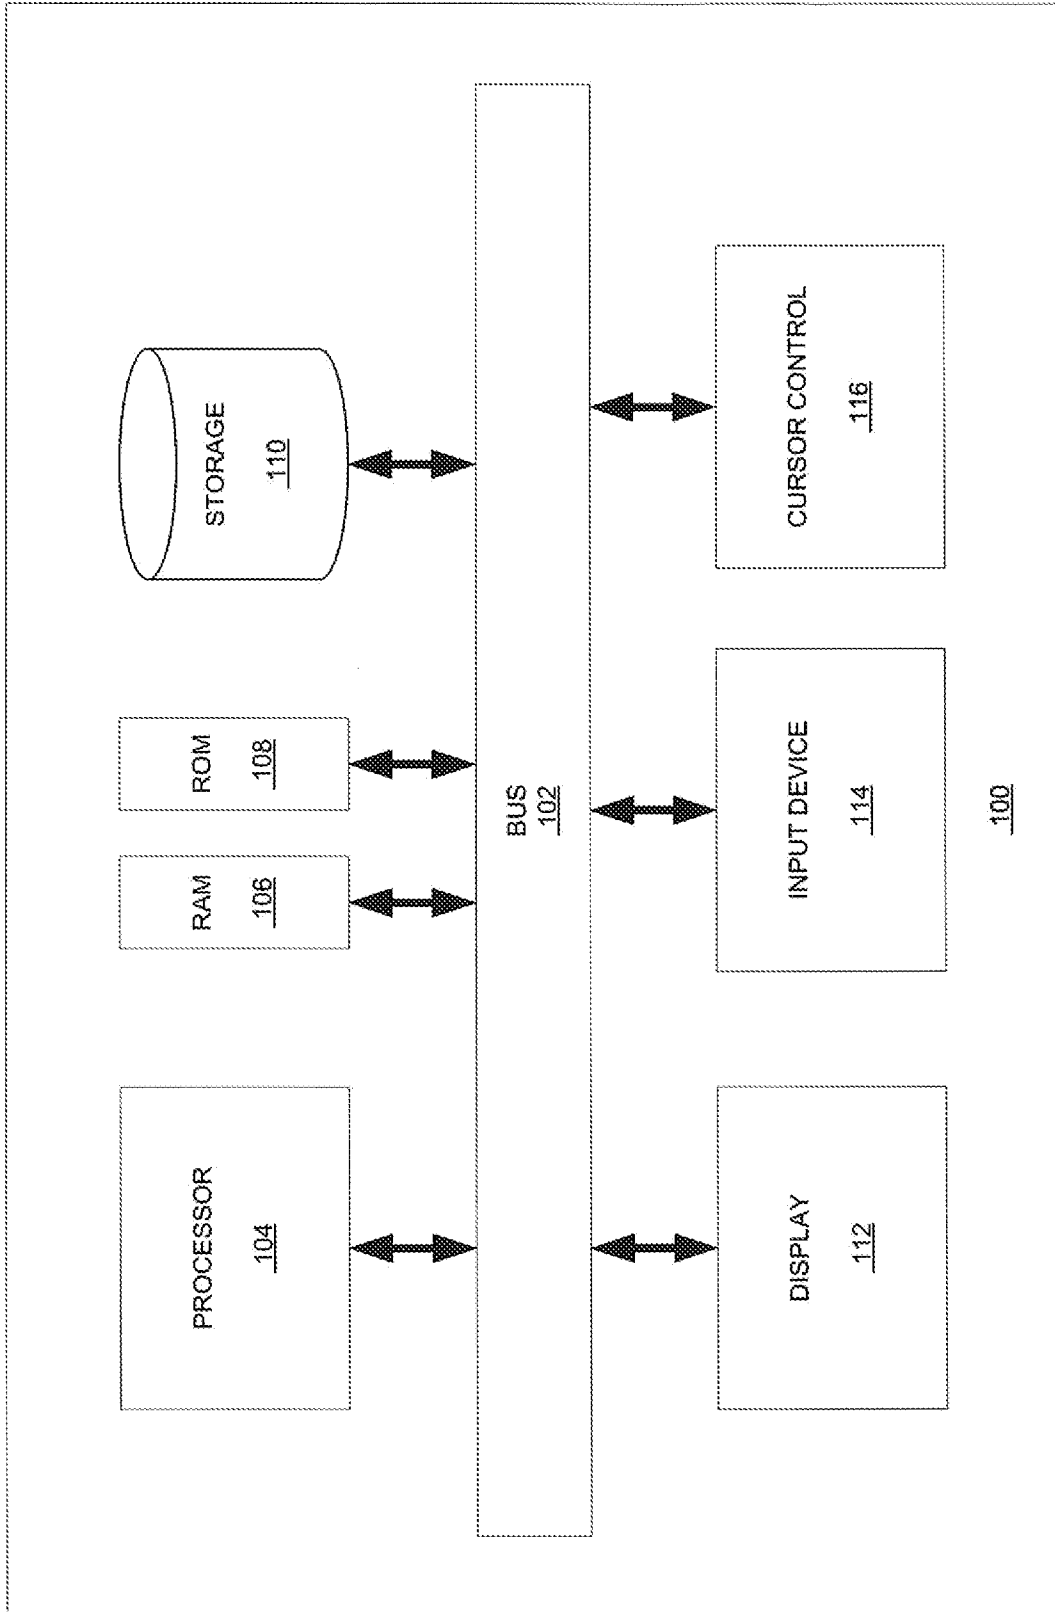 PROCESSOR
104
RAM
106
ROM
108
STORAGE
110
BUS
102
DISPLAY
112
INPUT DEVICE
114
CURSOR CONTROL
116
100